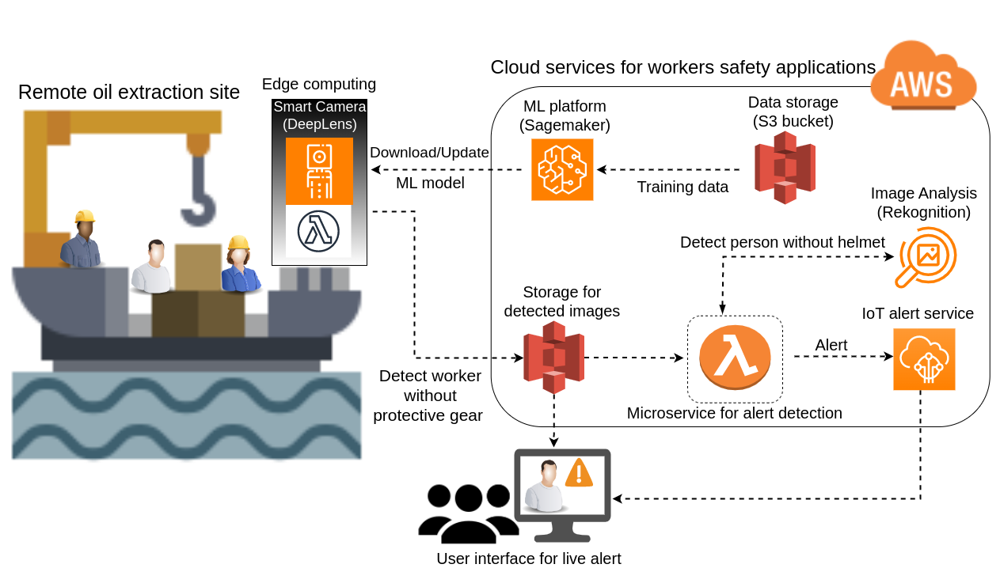 Cloud services for workers safety applications
AWS
Remote oil extraction site
Edge computing
Smart Camera
(DeepLens)
ML platform
(Sagemaker)
Data storage
(S3 bucket)
Download/Update
ML model
Training data
Image Analysis
(Rekognition)
Detect person without helmet
Storage for
detected images
IoT alert service
Alert
Detect worker
without
protective gear
Microservice for alert detection
User interface for live alert